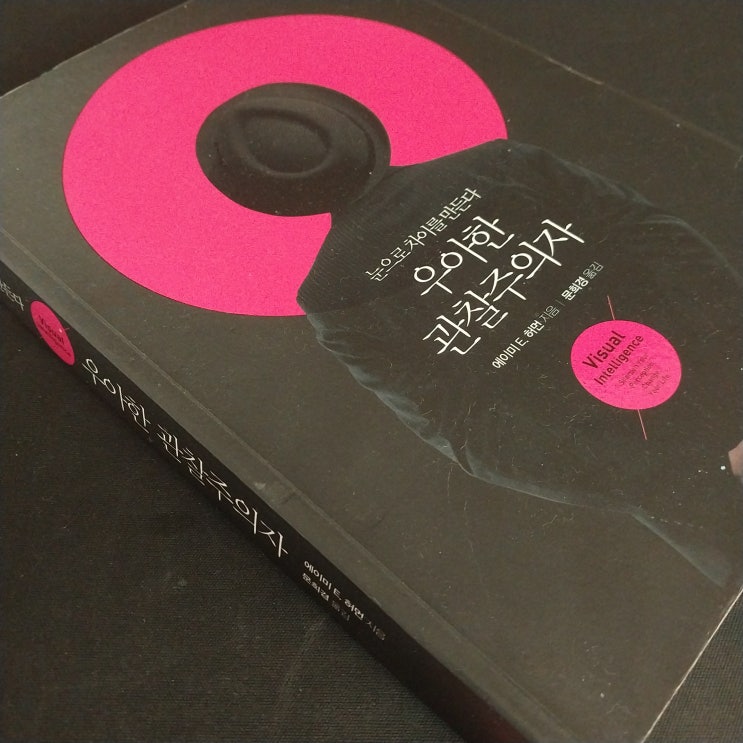 눈으로 차이를 만든다
우아한
관찰주의자
에이미 E. 허먼 지음 | 문희경 옮김
Visual
Intelligence
Visual
우아한 관찰주의자
에이미 E. 허먼 지음
문희경 옮김